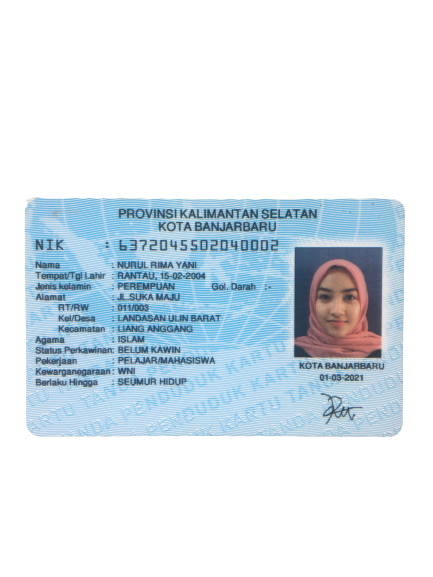 PROVINSI KALIMANTAN SELATAN
KOTA BANJARBARU
NIK : 6372045502040002
Nama : NURUL RIMA YANI
Tempat/Tgl Lahir : RANTAU, 15-02-2004
Jenis kelamin : PEREMPUAN Gol. Darah :-
Alamat : JL.SUKA MAJU
RT/RW : 011/003
Kel/Desa : LANDASAN ULIN BARAT
Kecamatan : LIANG ANGGANG
Agama : ISLAM
Status Perkawinan: BELUM KAWIN
Pekerjaan : PELAJAR/MAHASISWA
Kewarganegaraan: WNI
Berlaku Hingga : SEUMUR HIDUP
KOTA BANJARBARU
01-03-2021